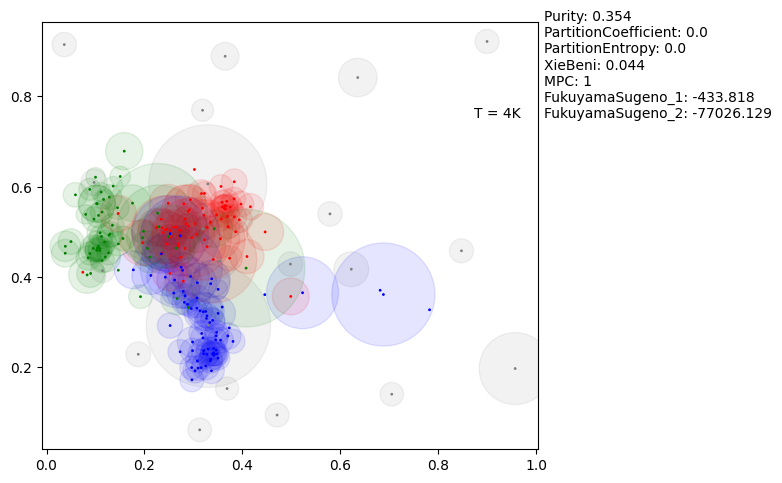 Purity: 0.354
PartitionCoefficient: 0.0
PartitionEntropy: 0.0
XieBeni: 0.044
MPC: 1
FukuyamaSugeno_1: -433.818
FukuyamaSugeno_2: -77026.129
T = 4K
0.8
0.6
0.4
0.2
0.0 0.2 0.4 0.6 0.8 1.0